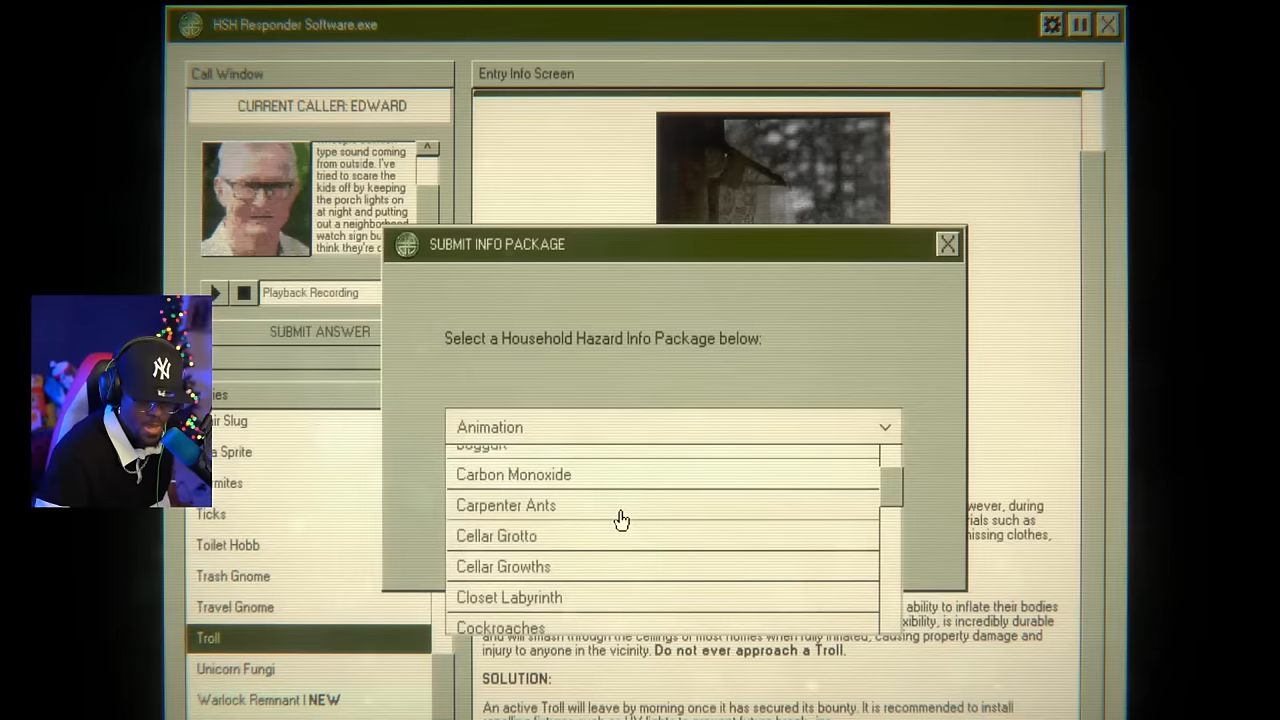 HSH Responder Software.exe
Call Window
Entry Info Screen
CURRENT CALLER: EDWARD
type sound coming
from outside. I've
tried to scare the
kids off by keeping
the porch lights on
at night and putting
out a neighborhood
watch sign bu
think they're
Playback Recording
SUBMIT ANSWER
SUBMIT INFO PACKAGE
Select a Household Hazard Info Package below:
Animation
Boggart
Carbon Monoxide
Carpenter Ants
Cellar Grotto
Cellar Growths
Closet Labyrinth
Cockroaches
ies
ir Slug
a Sprite
rmites
Ticks
Toilet Hobb
Trash Gnome
Travel Gnome
Troll
Unicorn Fungi
Warlock Remnant | NEW
wever, during
ials such as
nissing clothes,
ability to inflate their bodies
xibility, is incredibly durable
and will smash through the ceilings of most homes when fully inflated, causing property damage and
injury to anyone in the vicinity. Do not ever approach a Troll.
SOLUTION:
An active Troll will leave by morning once it has secured its bounty. It is recommended to install
NY